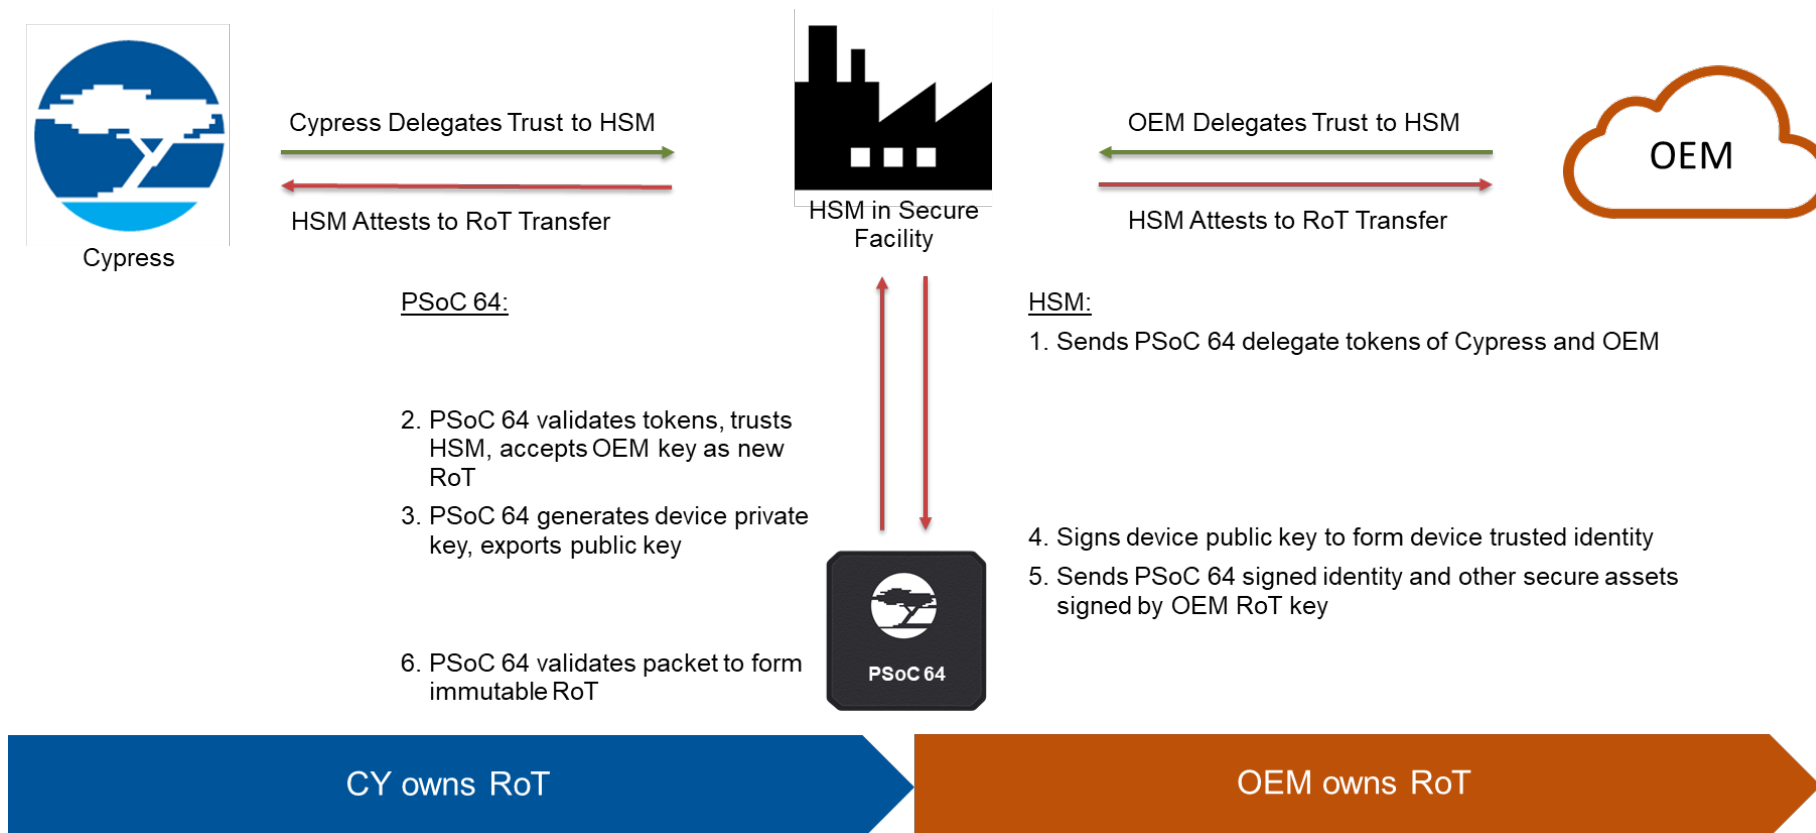 Cypress Delegates Trust to HSM
HSM Attests to RoT Transfer
Cypress
HSM in Secure
Facility
OEM Delegates Trust to HSM
HSM Attests to RoT Transfer
OEM
PSoC 64:
2. PSoC 64 validates tokens, trusts
HSM, accepts OEM key as new
RoT
3. PSoC 64 generates device private
key, exports public key
6. PSoC 64 validates packet to form
immutable RoT
HSM:
1. Sends PSoC 64 delegate tokens of Cypress and OEM
4. Signs device public key to form device trusted identity
5. Sends PSoC 64 signed identity and other secure assets
signed by OEM RoT key
PSoC 64
CY owns RoT
OEM owns RoT